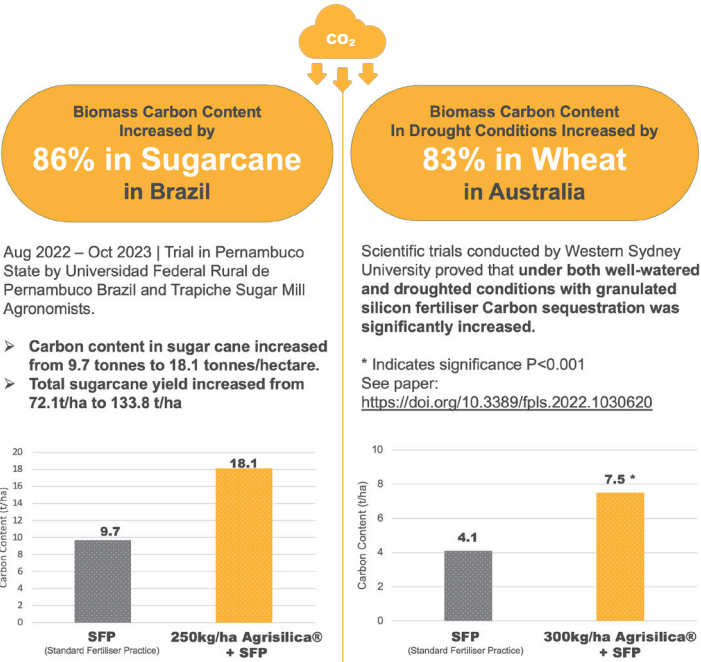 CO₂
Biomass Carbon Content
Increased by
86% in Sugarcane
in Brazil
Aug 2022 – Oct 2023 | Trial in Pernambuco
State by Universidad Federal Rural de
Pernambuco Brazil and Trapiche Sugar Mill
Agronomists.
➤ Carbon content in sugar cane increased
from 9.7 tonnes to 18.1 tonnes/hectare.
➤ Total sugarcane yield increased from
72.1t/ha to 133.8 t/ha
Carbon Content (t/ha)
20
18
16
14
12
10
8
6
4
2
0
9.7
18.1
SFP
(Standard Fertiliser Practice)
250kg/ha Agrisilica®
+ SFP
Biomass Carbon Content
In Drought Conditions Increased by
83% in Wheat
in Australia
Scientific trials conducted by Western Sydney
University proved that under both well-watered
and droughted conditions with granulated
silicon fertiliser Carbon sequestration was
significantly increased.
* Indicates significance P<0.001
See paper:
https://doi.org/10.3389/fpls.2022.1030620
Carbon Content (t/ha)
10
8
6
4
2
0
4.1
7.5 *
SFP
(Standard Fertiliser Practice)
300kg/ha Agrisilica®
+ SFP